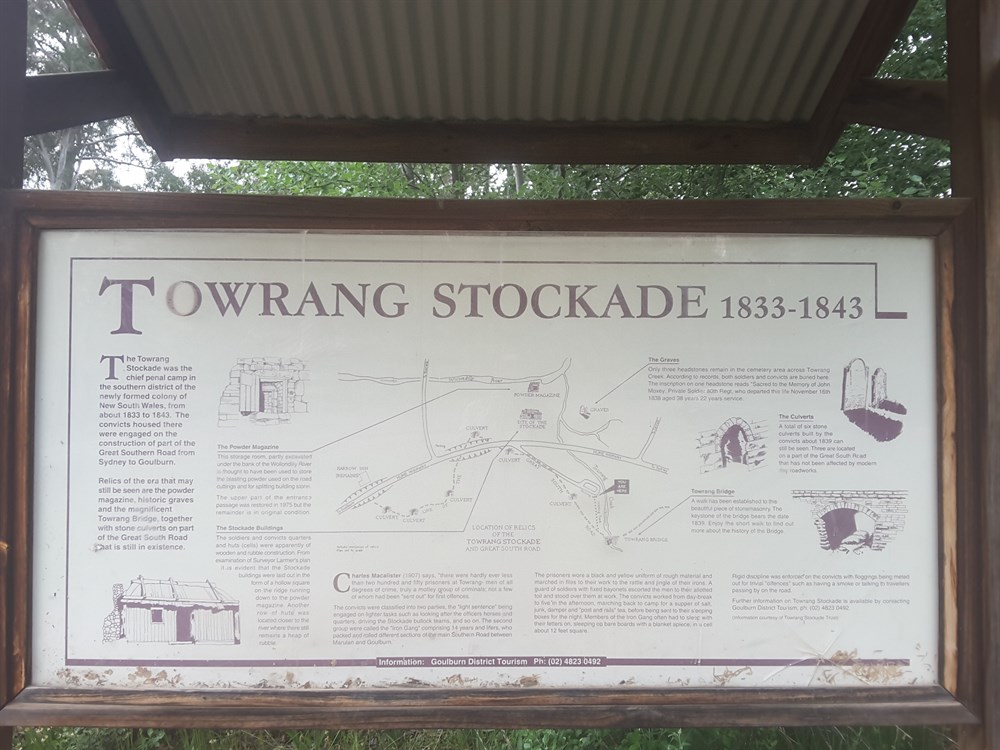 TOWRANG STOCKADE 1833-1843
The Towrang
Stockade was the
chief penal camp in
the southern district of the
newly formed colony of
New South Wales, from
about 1833 to 1843. The
convicts housed there
were engaged on the
construction of part of the
Great Southern Road from
Sydney to Goulburn.
Relics of the era that may
still be seen are the powder
magazine, historic graves
and the magnificent
Towrang Bridge, together
with stone culverts on part
of the Great South Road
that is still in existence.
The Powder Magazine
This storage room, partly excavated
under the bank of the Wollondilly River
is thought to have been used to store
the blasting powder used on the road
cuttings and for splitting building stone.
The upper part of the entrance
passage was restored in 1975 but the
remainder is in original condition.
The Stockade Buildings
The soldiers and convicts quarters
and huts (cells) were apparently of
wooden and rubble construction. From
examination of Surveyor Larmer's plan
it is evident that the Stockade
buildings were laid out in the
form of a hollow square
on the ridge running
down to the powder
magazine. Another
row of huts was
located closer to the
river where there still
remains a heap of
rubble.
WOLLONDILLY RIVER
POWDER MAGAZINE
SITE OF THE
STOCKADE
GRAVES
CULVERT
CULVERT
CULVERT
CULVERT
CULVERT
CULVERT
YOU
ARE
HERE
TOWRANG BRIDGE
LOCATION OF RELICS
OF THE
TOWRANG STOCKADE
AND GREAT SOUTH ROAD
The Graves
Only three headstones remain in the cemetery area across Towrang
Creek. According to records, both soldiers and convicts are buried here.
The inscription on one headstone reads "Sacred to the Memory of John
Moxey, Private Soldier, 80th Regt, who departed this life November 16th
1838 aged 39 years 22 years service.
The Culverts
A total of six stone
culverts built by the
convicts about 1839 can
still be seen. Three are located
on a part of the Great South Road
that has not been affected by modern
day roadworks.
Towrang Bridge
A walk has been established to this
beautiful piece of stonemasonry. The
keystone of the bridge bears the date
1839. Enjoy the short walk to find out
more about the history of the Bridge.
Charles Macalister (1907) says, "there were hardly ever less
than two hundred and fifty prisoners at Towrang: men of all
degrees of crime, truly a motley group of criminals, not a few
of whom had been "sent out" for first offences.
The convicts were classified into two parties, the "light sentence" being
engaged on lighter tasks such as looking after the officers horses and
quarters, driving the Stockade bullock teams, and so on. The second
group were called the "Iron Gang" comprising 14 years and lifers, who
packed and rolled different sections of the main Southern Road between
Marulan and Goulburn.
The prisoners wore a black and yellow uniform of rough material and
marched in files to their work to the rattle and jingle of their irons. A
guard of soldiers with fixed bayonets escorted the men to their allotted
toil and stood over them at work. The convicts worked from day-break
to five in the afternoon, marching back to camp for a supper of salt,
junk, damper and "post and rails" tea, before being sent to their sleeping
boxes for the night. Members of the Iron Gang often had to sleep with
their fetters on, sleeping on bare boards with a blanket apiece, in a cell
about 12 feet square.
Rigid discipline was enforced on the convicts with floggings being meted
out for trivial "offences" such as having a smoke or talking to travellers
passing by on the road.
Further information on Towrang Stockade is available by contacting
Goulburn District Tourism, ph: (02) 4823 0492
(Information courtesy of Towrang Stockade Trust)
Information: Goulburn District Tourism Ph: (02) 4823 0492